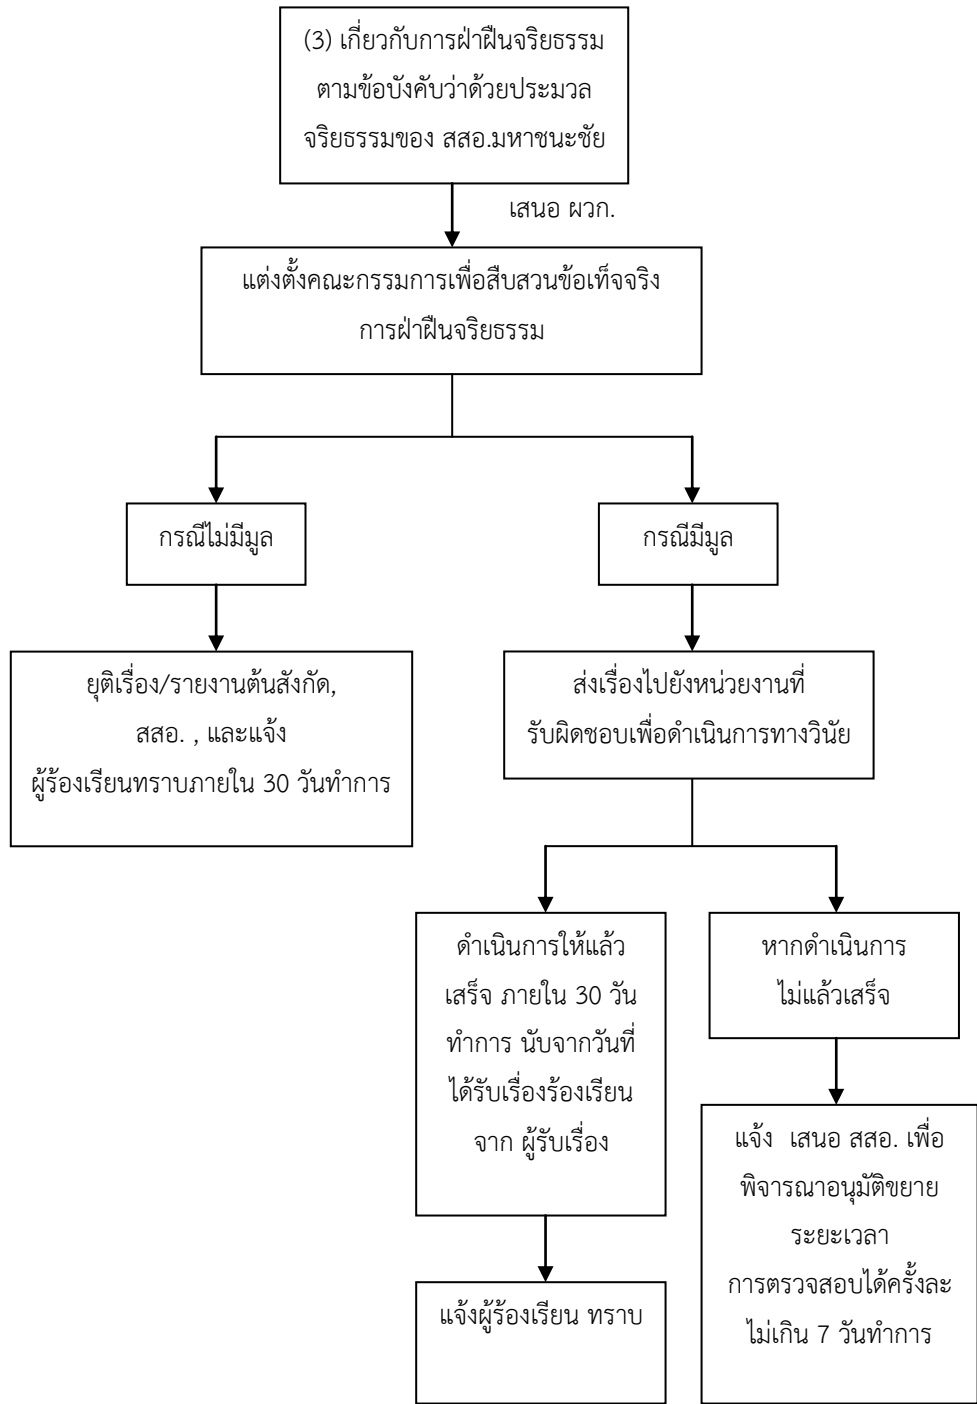 (3) เกี่ยวกับการฝ่าฝืนจริยธรรม
ตามข้อบังคับว่าด้วยประมวล
จริยธรรมของ สสอ.มหาชนะชัย
เสนอ ผวก.
แต่งตั้งคณะกรรมการเพื่อสืบสวนข้อเท็จจริง
การฝ่าฝืนจริยธรรม
กรณีไม่มีมูล
กรณีมีมูล
ยุติเรื่อง/รายงานต้นสังกัด,
สสอ. , และแจ้ง
ผู้ร้องเรียนทราบภายใน 30 วันทำการ
ส่งเรื่องไปยังหน่วยงานที่
รับผิดชอบเพื่อดำเนินการทางวินัย
ดำเนินการให้แล้ว
เสร็จ ภายใน 30 วัน
ทำการ นับจากวันที่
ได้รับเรื่องร้องเรียน
จาก ผู้รับเรื่อง
หากดำเนินการ
ไม่แล้วเสร็จ
แจ้งผู้ร้องเรียน ทราบ
แจ้ง เสนอ สสอ. เพื่อ
พิจารณาอนุมัติขยาย
ระยะเวลา
การตรวจสอบได้ครั้งละ
ไม่เกิน 7 วันทำการ